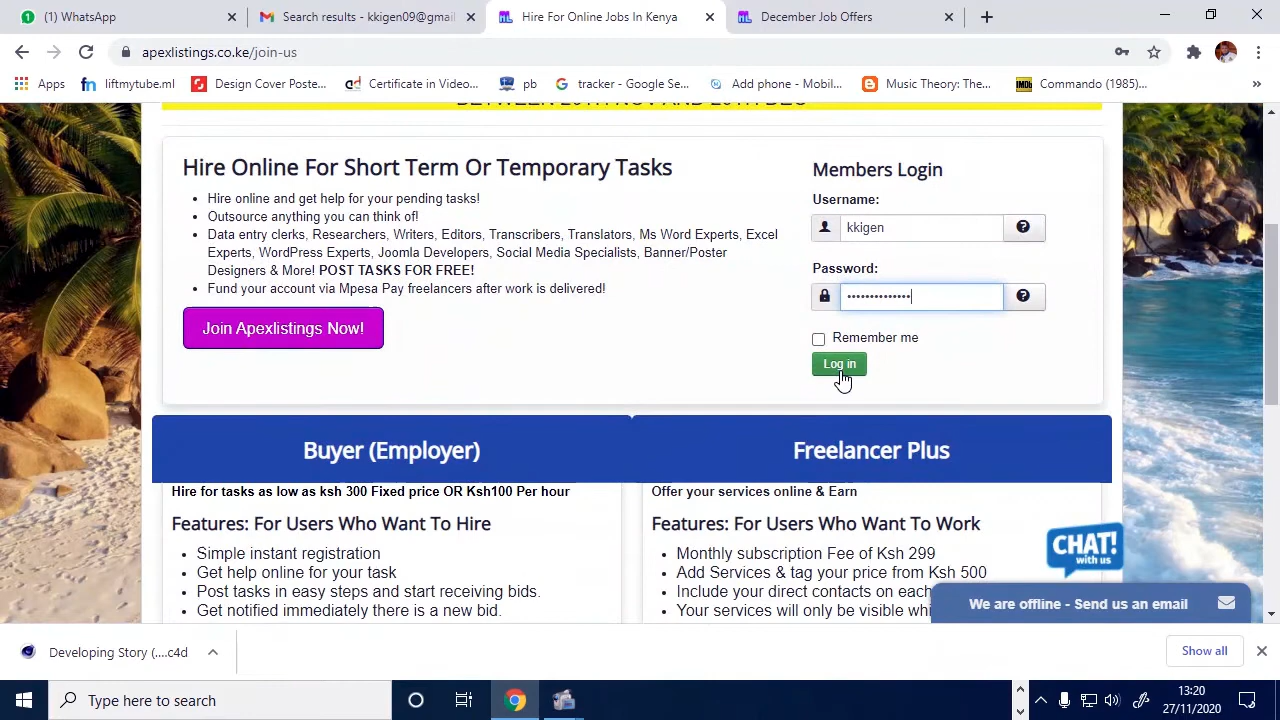 (1) WhatsApp
Search results - kkigen09@gmail
Hire For Online Jobs In Kenya
December Job Offers
apexlistings.co.ke/join-us
Apps
liftmytube.ml
Design Cover Poste...
Certificate in Video...
pb
tracker - Google Se...
Add phone - Mobil...
Music Theory: The...
Commando (1985)...
Hire Online For Short Term Or Temporary Tasks
Hire online and get help for your pending tasks!
Outsource anything you can think of!
Data entry clerks, Researchers, Writers, Editors, Transcribers, Translators, Ms Word Experts, Excel
Experts, WordPress Experts, Joomla Developers, Social Media Specialists, Banner/Poster
Designers & More! POST TASKS FOR FREE!
Fund your account via Mpesa Pay freelancers after work is delivered!
Join Apexlistings Now!
Members Login
Username:
kkigen
Password:
Remember me
Log in
Buyer (Employer)
Hire for tasks as low as ksh 300 Fixed price OR Ksh100 Per hour
Features: For Users Who Want To Hire
Simple instant registration
Get help online for your task
Post tasks in easy steps and start receiving bids.
Get notified immediately there is a new bid.
Freelancer Plus
Offer your services online & Earn
Features: For Users Who Want To Work
Monthly subscription Fee of Ksh 299
Add Services & tag your price from Ksh 500
Include your direct contacts on each
Your services will only be visible
CHAT!
with us
We are offline - Send us an email
Developing Story (....c4d
Show all
Type here to search
13:20
27/11/2020